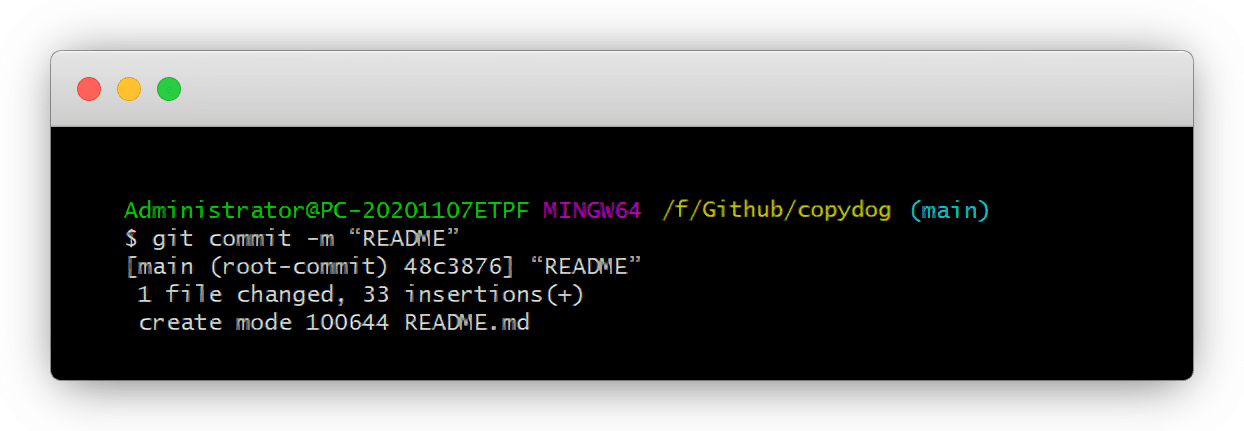 Administrator@PC-20201107ETPF MINGW64 /f/Github/copydog (main)
$ git commit -m “README”
[main (root-commit) 48c3876] “README”
1 file changed, 33 insertions(+)
create mode 100644 README.md